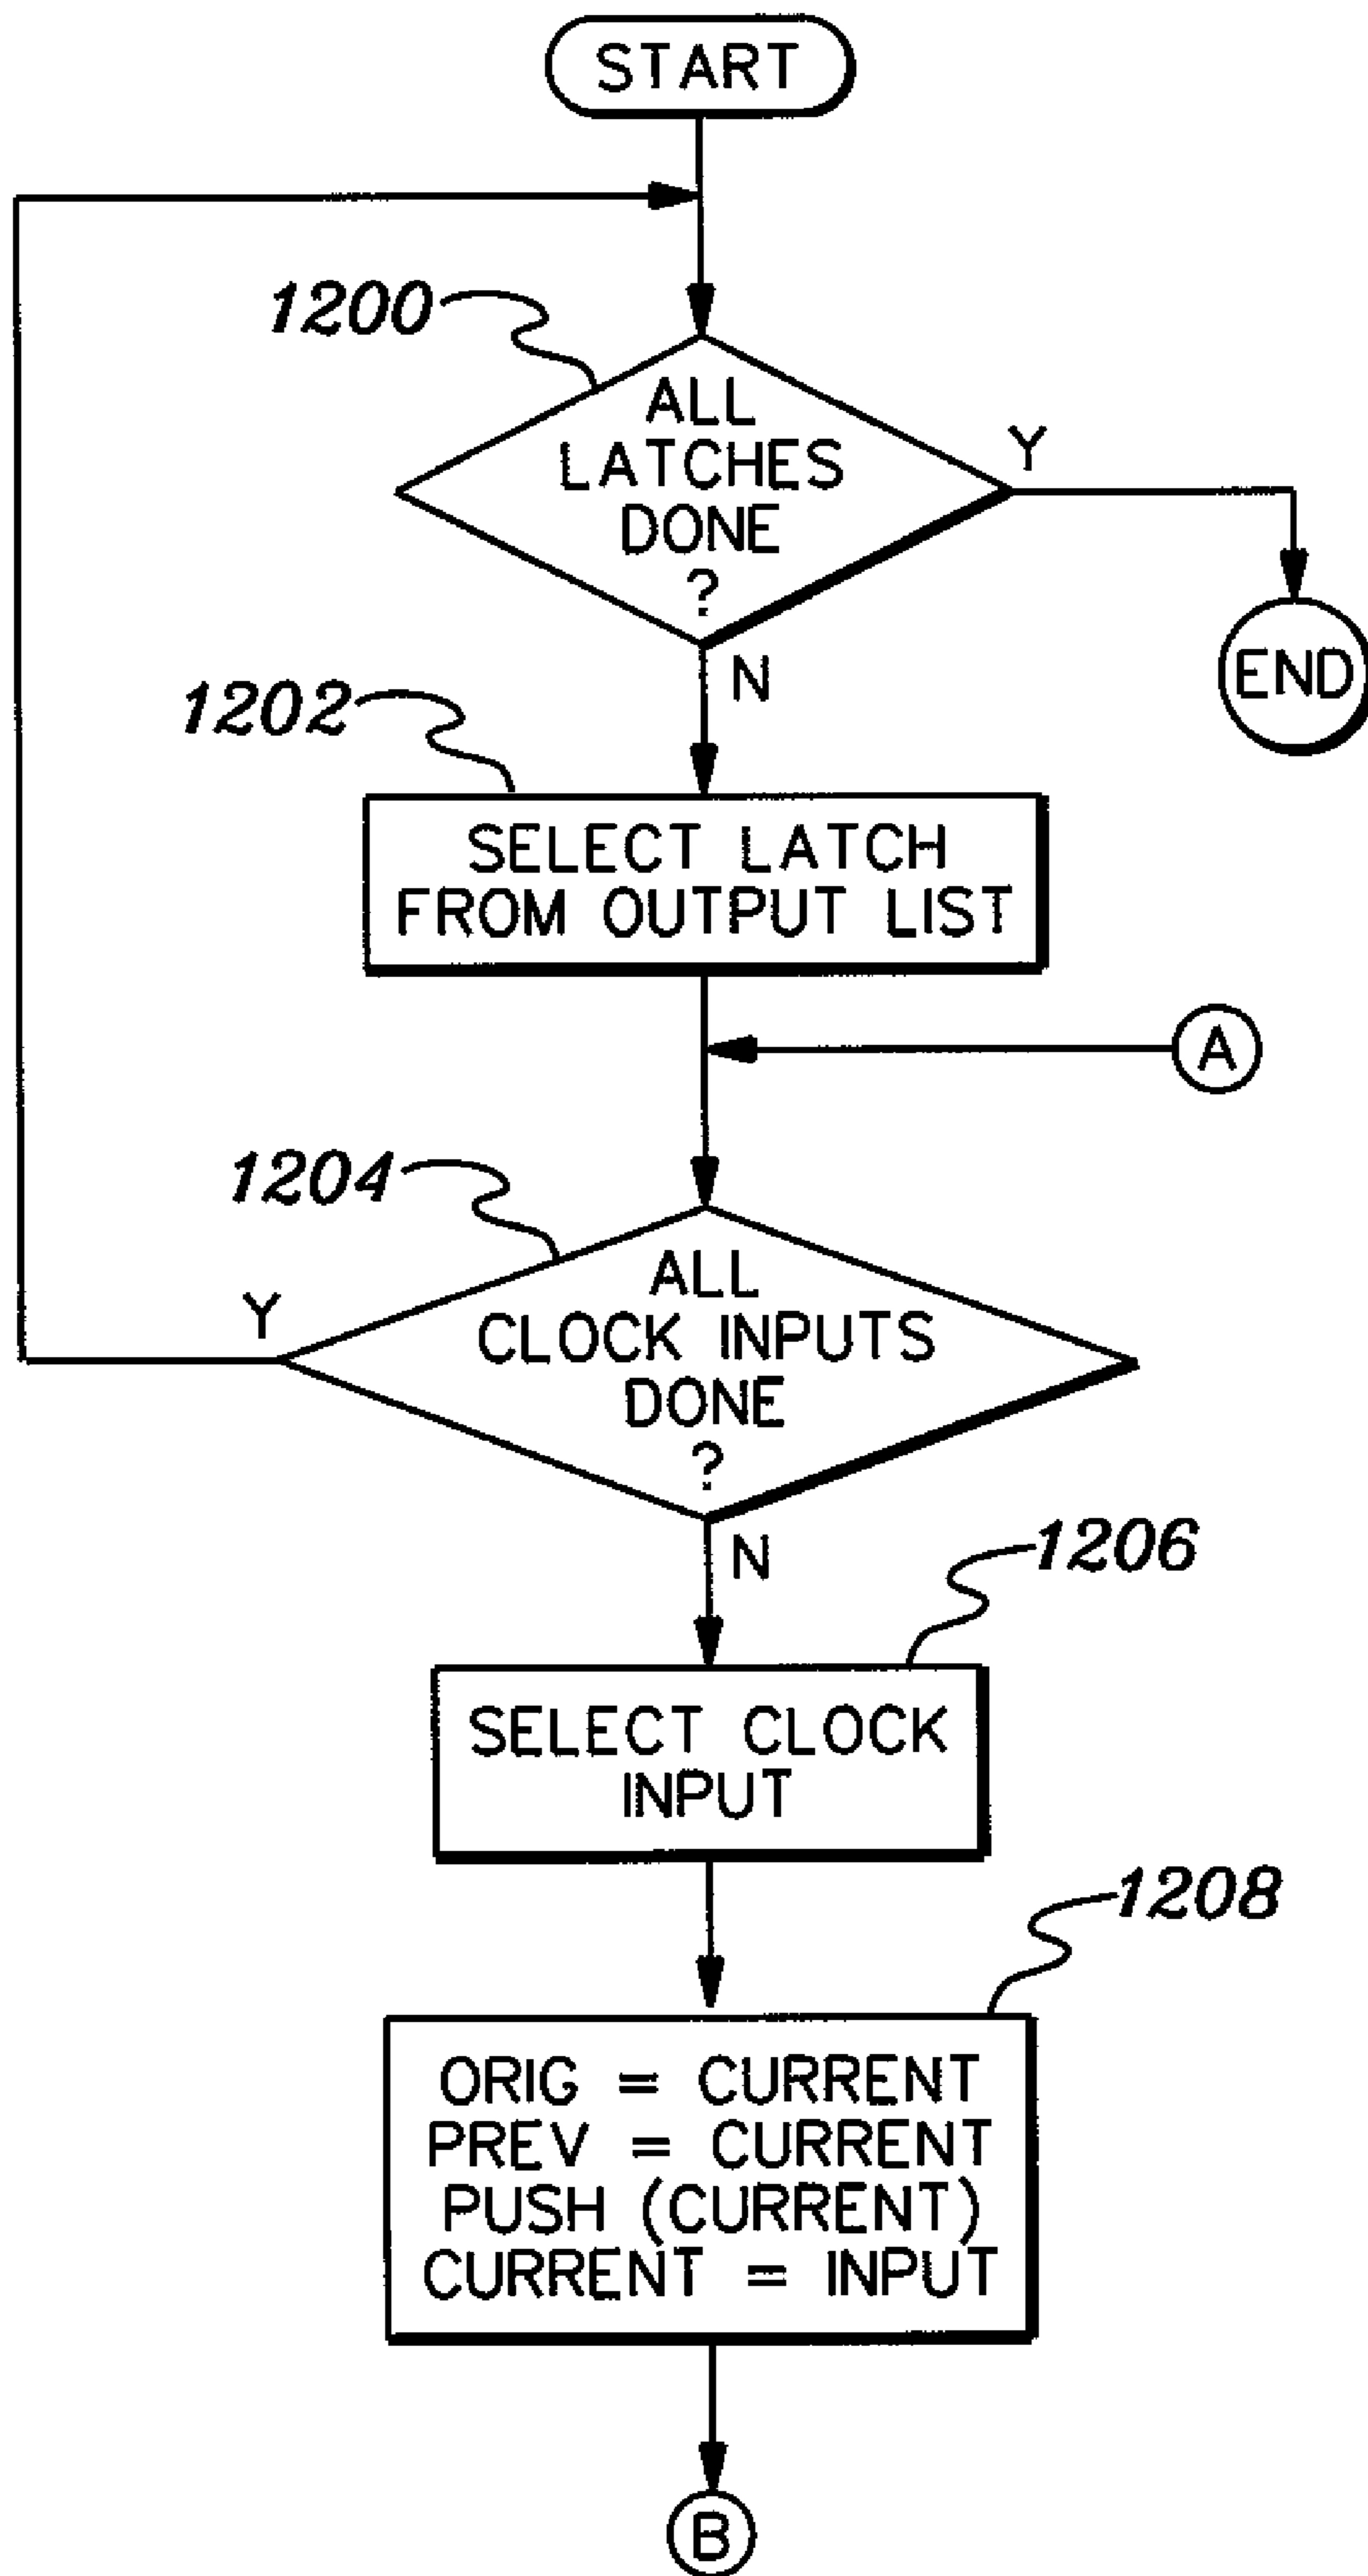 START
1200
ALL
LATCHES
DONE
?
Y
END
N
1202
SELECT LATCH
FROM OUTPUT LIST
A
1204
ALL
CLOCK INPUTS
DONE
?
Y
N
1206
SELECT CLOCK
INPUT
1208
ORIG = CURRENT
PREV = CURRENT
PUSH (CURRENT)
CURRENT = INPUT
B